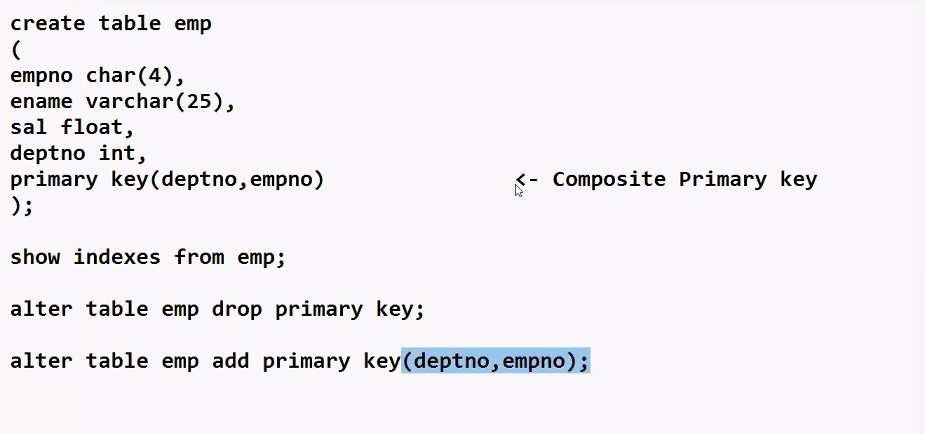 create table emp
(
empno char(4),
ename varchar(25),
sal float,
deptno int,
primary key(deptno,empno) <- Composite Primary key
);
show indexes from emp;
alter table emp drop primary key;
alter table emp add primary key(deptno,empno);